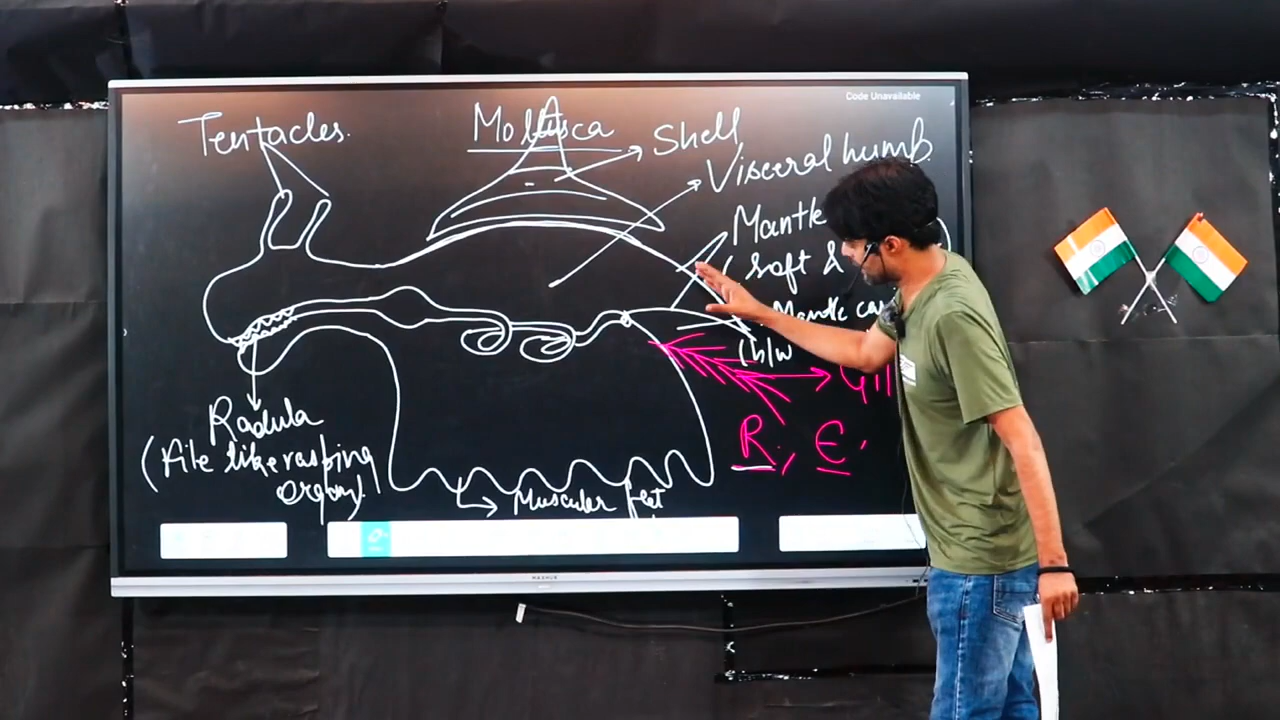 Code Unavailable
Tentacles.
Mollusca
Shell
Visceral humb
Mantle
(soft &
Mantle
(b/w
Gill
R, E,
Radula
(file like rasping
organ)
Muscular feet
MAXHUB